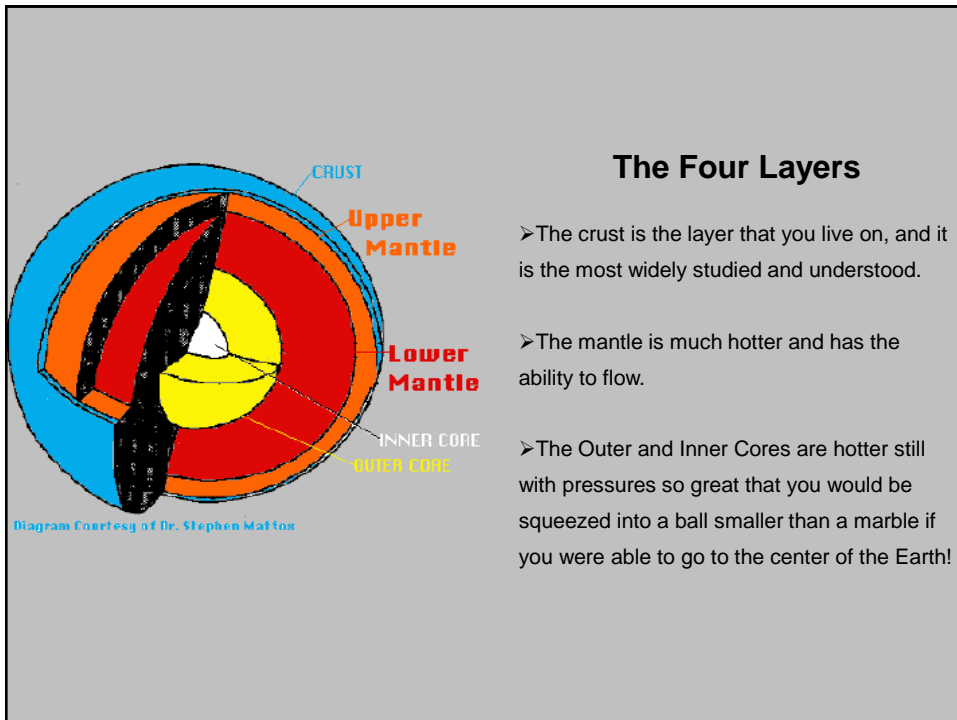 CRUST
Upper
Mantle
Lower
Mantle
INNER CORE
OUTER CORE
Diagram Courtesy of Dr. Stephen Mattox
The Four Layers
➢The crust is the layer that you live on, and it
is the most widely studied and understood.
➢The mantle is much hotter and has the
ability to flow.
➢The Outer and Inner Cores are hotter still
with pressures so great that you would be
squeezed into a ball smaller than a marble if
you were able to go to the center of the Earth!